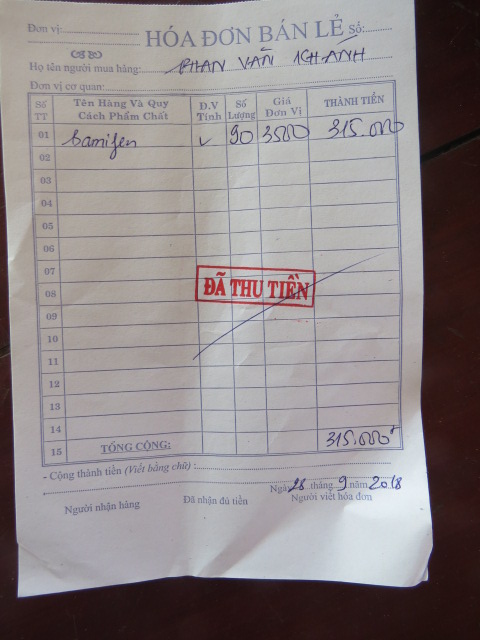 Đơn vị:
HÓA ĐƠN BÁN LẺ Số:
Họ tên người mua hàng: PHAN VĂN KHÁNH
Đơn vị cơ quan:
Số TT Tên Hàng Và Quy Cách Phẩm Chất Đ.V Tính Số Lượng Giá Đơn Vị THÀNH TIỀN
01 Samifen v 90 3500 315.000
02
03
04
05
06
07
ĐÃ THU TIỀN
08
09
10
11
12
13
14
15 TỔNG CỘNG: 315.000đ
- Cộng thành tiền (Viết bằng chữ) :
Ngày 28 tháng 9 năm 2018
Người nhận hàng Đã nhận đủ tiền Người viết hóa đơn